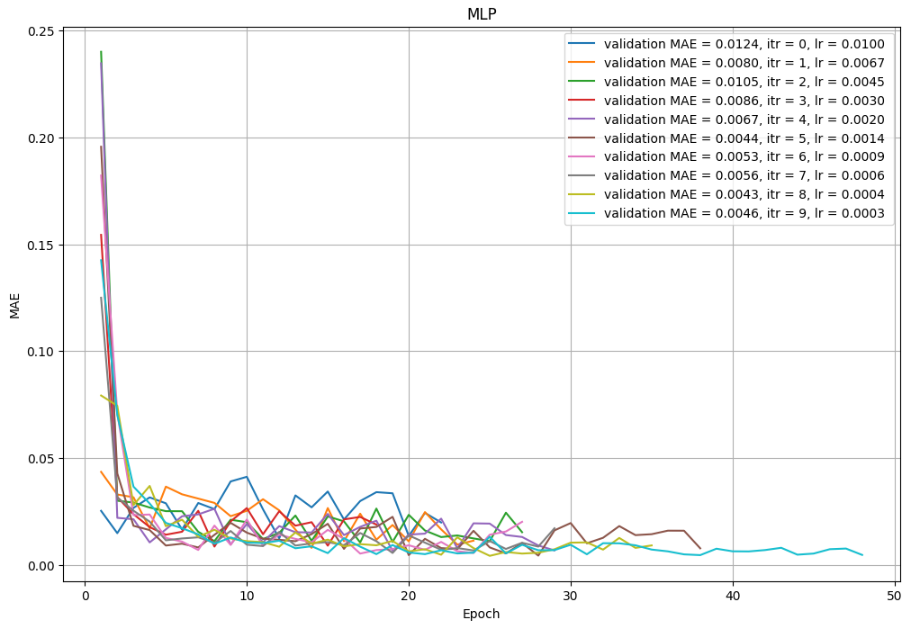 MLP
0.25
0.20
0.15
0.10
0.05
0.00
MAE
validation MAE = 0.0124, itr = 0, lr = 0.0100
validation MAE = 0.0080, itr = 1, lr = 0.0067
validation MAE = 0.0105, itr = 2, lr = 0.0045
validation MAE = 0.0086, itr = 3, lr = 0.0030
validation MAE = 0.0067, itr = 4, lr = 0.0020
validation MAE = 0.0044, itr = 5, lr = 0.0014
validation MAE = 0.0053, itr = 6, lr = 0.0009
validation MAE = 0.0056, itr = 7, lr = 0.0006
validation MAE = 0.0043, itr = 8, lr = 0.0004
validation MAE = 0.0046, itr = 9, lr = 0.0003
0 10 20 30 40 50
Epoch